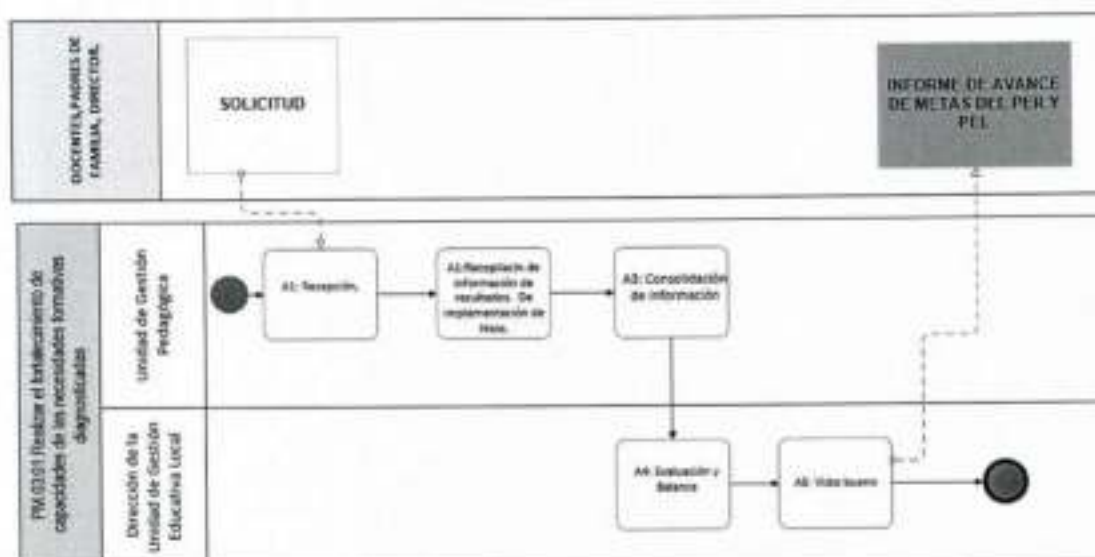 DOCENTES,PADRES DE
FAMILIA, DIRECTOR,
SOLICITUD
INFORME DE AVANCE
DE METAS DEL PER Y
PEL
PM.03.01 Realizar el fortalecimiento de
capacidades de las necesidades formativas
diagnosticadas
Unidad de Gestión
Pedagógica
A1: Recepción.
A2:Recopilacin de
información de
resultados. De
implementación de
A3: Consolidación
de información
Dirección de la
Unidad de Gestión
Educativa Local
A4: Evaluación y
Balance
A5: Visto bueno